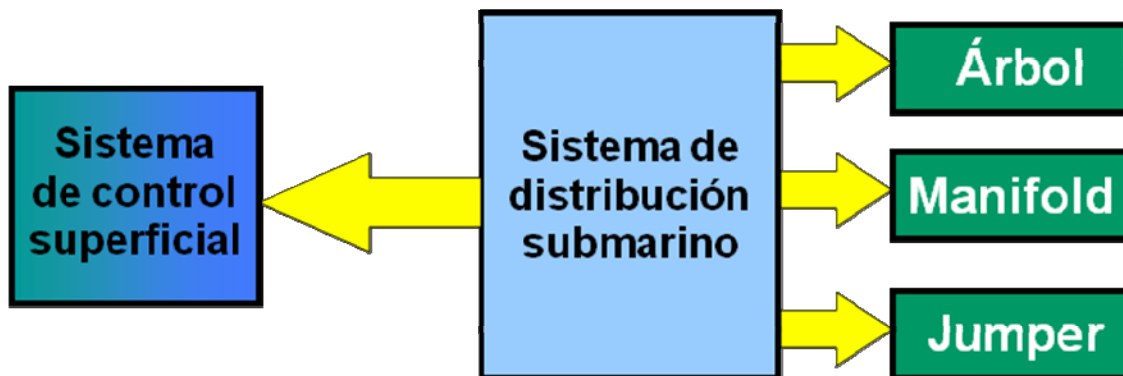 Sistema
de control
superficial
Sistema de
distribución
submarino
Árbol
Manifold
Jumper